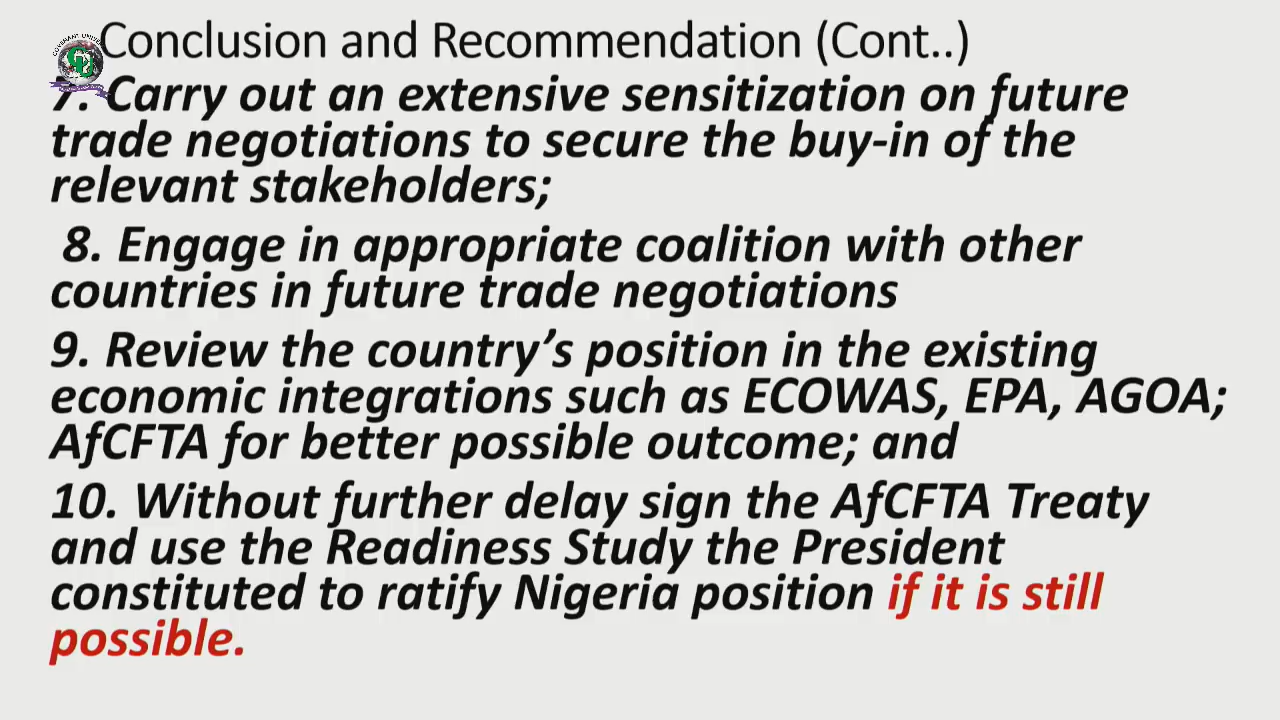 Conclusion and Recommendation (Cont..)
7. Carry out an extensive sensitization on future
trade negotiations to secure the buy-in of the
relevant stakeholders;
8. Engage in appropriate coalition with other
countries in future trade negotiations
9. Review the country’s position in the existing
economic integrations such as ECOWAS, EPA, AGOA;
AfCFTA for better possible outcome; and
10. Without further delay sign the AfCFTA Treaty
and use the Readiness Study the President
constituted to ratify Nigeria position if it is still
possible.